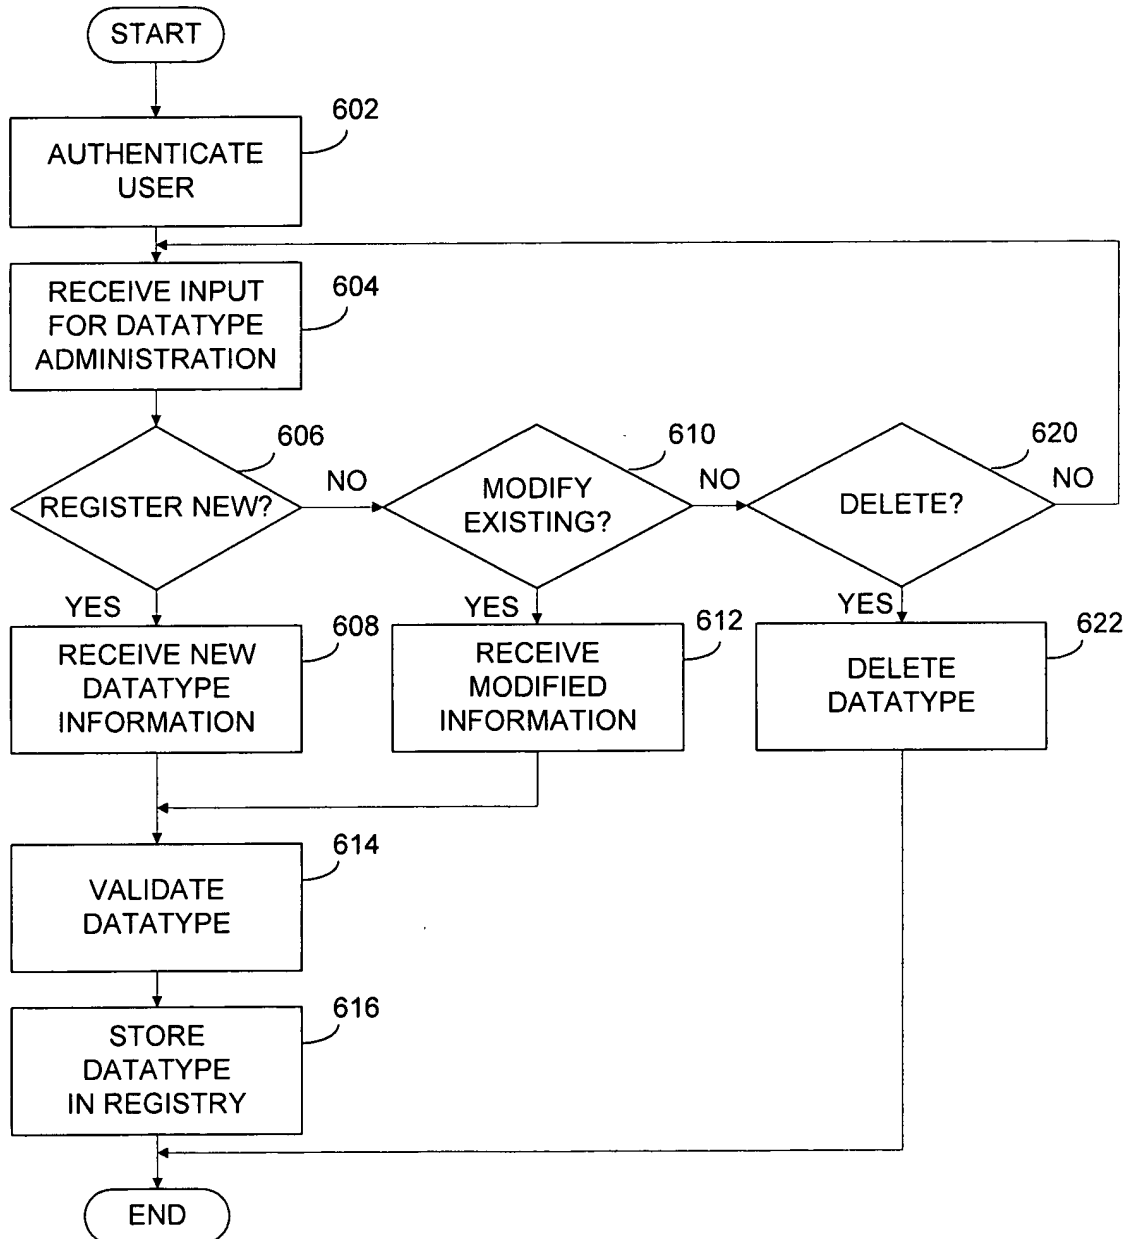 START
602
AUTHENTICATE
USER
RECEIVE INPUT
FOR DATATYPE
ADMINISTRATION
604
606
REGISTER NEW?
NO
610
MODIFY
EXISTING?
NO
620
DELETE?
NO
YES
YES
YES
608
RECEIVE NEW
DATATYPE
INFORMATION
612
RECEIVE
MODIFIED
INFORMATION
622
DELETE
DATATYPE
614
VALIDATE
DATATYPE
616
STORE
DATATYPE
IN REGISTRY
END